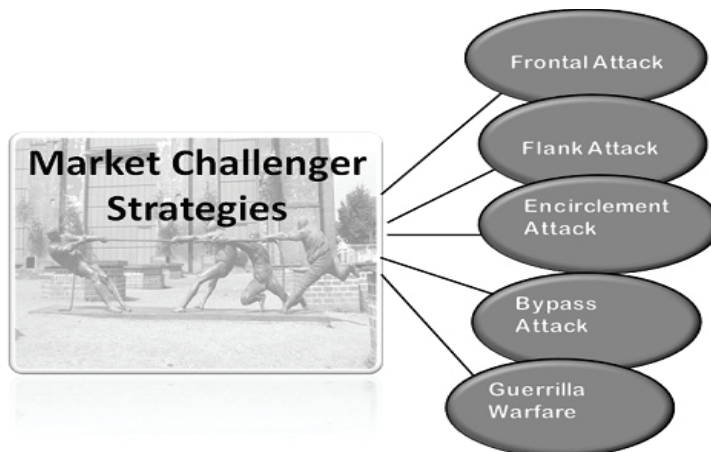 Market Challenger
Strategies
Frontal Attack
Flank Attack
Encirclement
Attack
Bypass
Attack
Guerrilla
Warfare